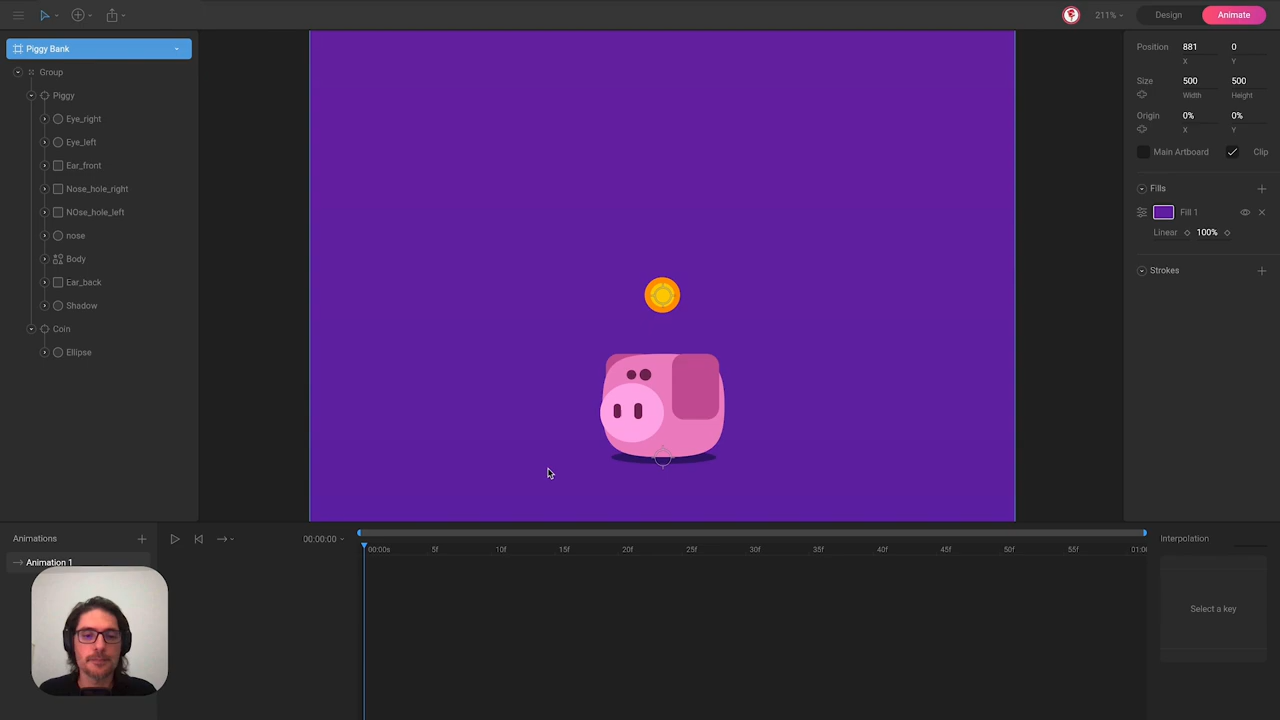 211%
Design
Animate
Piggy Bank
Group
Piggy
Eye_right
Eye_left
Ear_front
Nose_hole_right
NOse_hole_left
nose
Body
Ear_back
Shadow
Coin
Ellipse
Position 881 0
X Y
Size 500 500
Width Height
Origin 0% 0%
X Y
Main Artboard Clip
Fills
Fill 1
Linear 100%
Strokes
Animations
Animation 1
00:00:00
00:00s 5f 10f 15f 20f 25f 30f 35f 40f 45f 50f 55f 01:0
Interpolation
Select a key